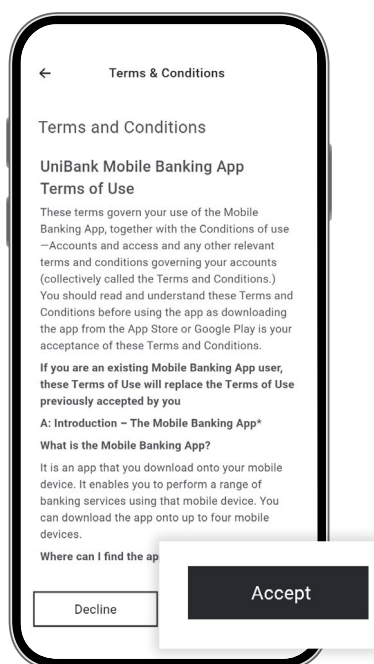 Terms & Conditions
Terms and Conditions
UniBank Mobile Banking App
Terms of Use
These terms govern your use of the Mobile
Banking App, together with the Conditions of use
—Accounts and access and any other relevant
terms and conditions governing your accounts
(collectively called the Terms and Conditions.)
You should read and understand these Terms and
Conditions before using the app as downloading
the app from the App Store or Google Play is your
acceptance of these Terms and Conditions.
If you are an existing Mobile Banking App user,
these Terms of Use will replace the Terms of Use
previously accepted by you
A: Introduction – The Mobile Banking App*
What is the Mobile Banking App?
It is an app that you download onto your mobile
device. It enables you to perform a range of
banking services using that mobile device. You
can download the app onto up to four mobile
devices.
Where can I find the ap
Decline
Accept